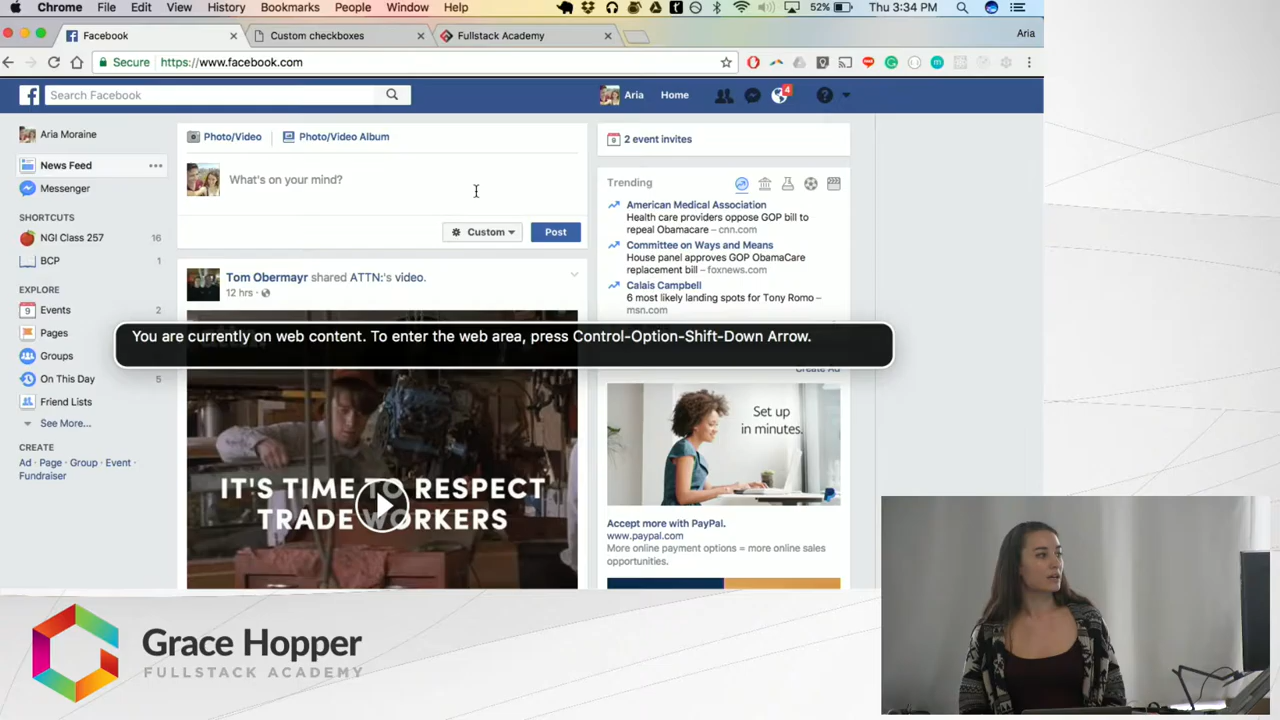 Chrome File Edit View History Bookmarks People Window Help 52% Thu 3:34 PM
Facebook Custom checkboxes Fullstack Academy Aria
Secure https://www.facebook.com
Search Facebook Aria Home 4
Aria Moraine
News Feed
Messenger
SHORTCUTS
NGI Class 257 16
BCP 1
EXPLORE
9 Events 2
Pages
Groups
On This Day 5
Friend Lists
See More...
CREATE
Ad · Page · Group · Event ·
Fundraiser
Photo/Video Photo/Video Album
What's on your mind?
Custom Post
Tom Obermayr shared ATTN:'s video.
12 hrs ·
You are currently on web content. To enter the web area, press Control-Option-Shift-Down Arrow.
IT'S TIME TO RESPECT
TRADE WORKERS
9 2 event invites
Trending
American Medical Association
Health care providers oppose GOP bill to
repeal Obamacare – cnn.com
Committee on Ways and Means
House panel approves GOP ObamaCare
replacement bill – foxnews.com
Calais Campbell
6 most likely landing spots for Tony Romo –
msn.com
Create Ad
Set up
in minutes.
Accept more with PayPal.
www.paypal.com
More online payment options = more online sales
opportunities.
Grace Hopper
FULLSTACK ACADEMY